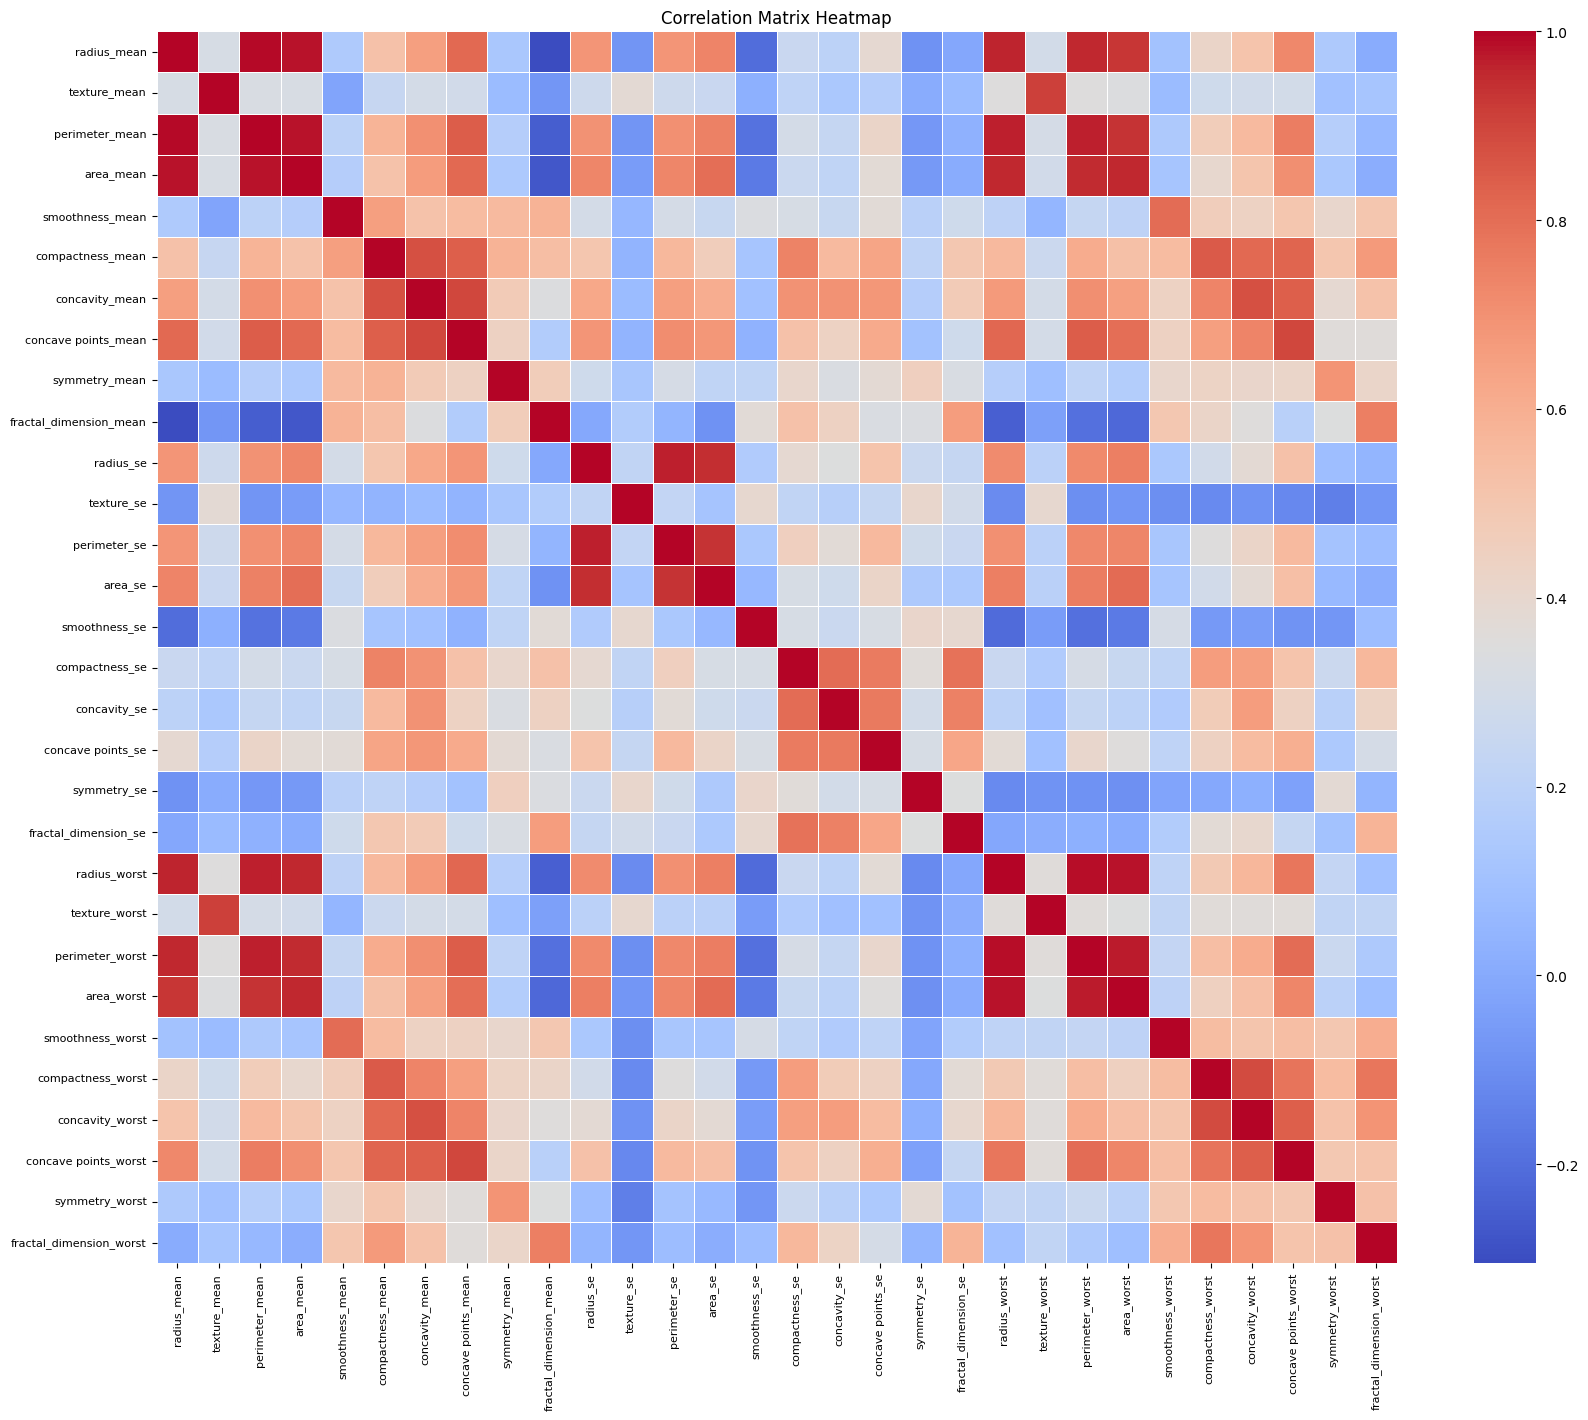 Correlation Matrix Heatmap
radius_mean
texture_mean
perimeter_mean
area_mean
smoothness_mean
compactness_mean
concavity_mean
concave points_mean
symmetry_mean
fractal_dimension_mean
radius_se
texture_se
perimeter_se
area_se
smoothness_se
compactness_se
concavity_se
concave points_se
symmetry_se
fractal_dimension_se
radius_worst
texture_worst
perimeter_worst
area_worst
smoothness_worst
compactness_worst
concavity_worst
concave points_worst
symmetry_worst
fractal_dimension_worst
radius_mean
texture_mean
perimeter_mean
area_mean
smoothness_mean
compactness_mean
concavity_mean
concave points_mean
symmetry_mean
fractal_dimension_mean
radius_se
texture_se
perimeter_se
area_se
smoothness_se
compactness_se
concavity_se
concave points_se
symmetry_se
fractal_dimension_se
radius_worst
texture_worst
perimeter_worst
area_worst
smoothness_worst
compactness_worst
concavity_worst
concave points_worst
symmetry_worst
fractal_dimension_worst
1.0
0.8
0.6
0.4
0.2
0.0
−0.2